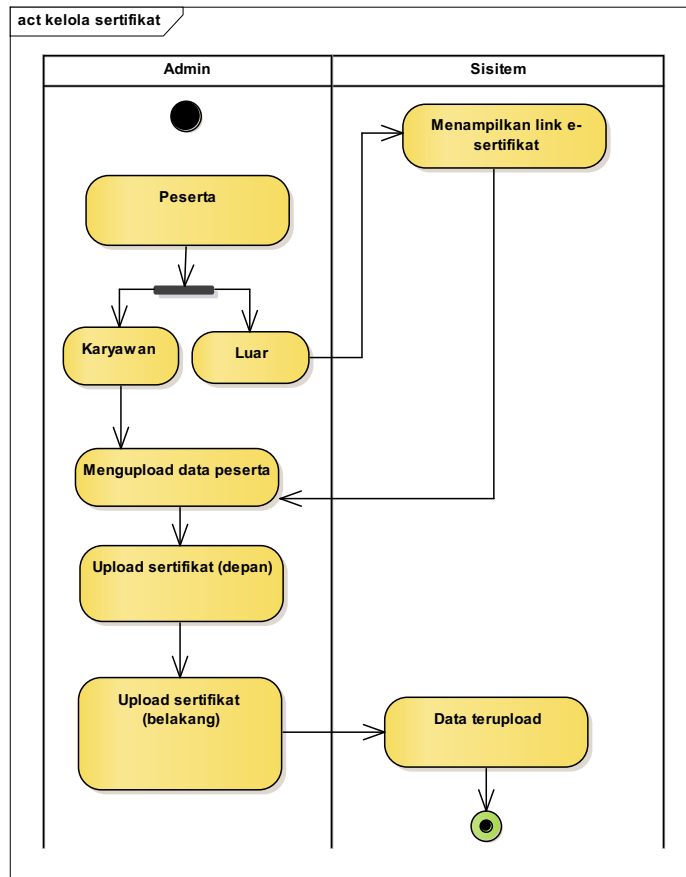 act kelola sertifikat
Admin
Sisitem
Menampilkan link e-
sertifikat
Peserta
Karyawan
Luar
Mengupload data peserta
Upload sertifikat (depan)
Upload sertifikat
(belakang)
Data terupload